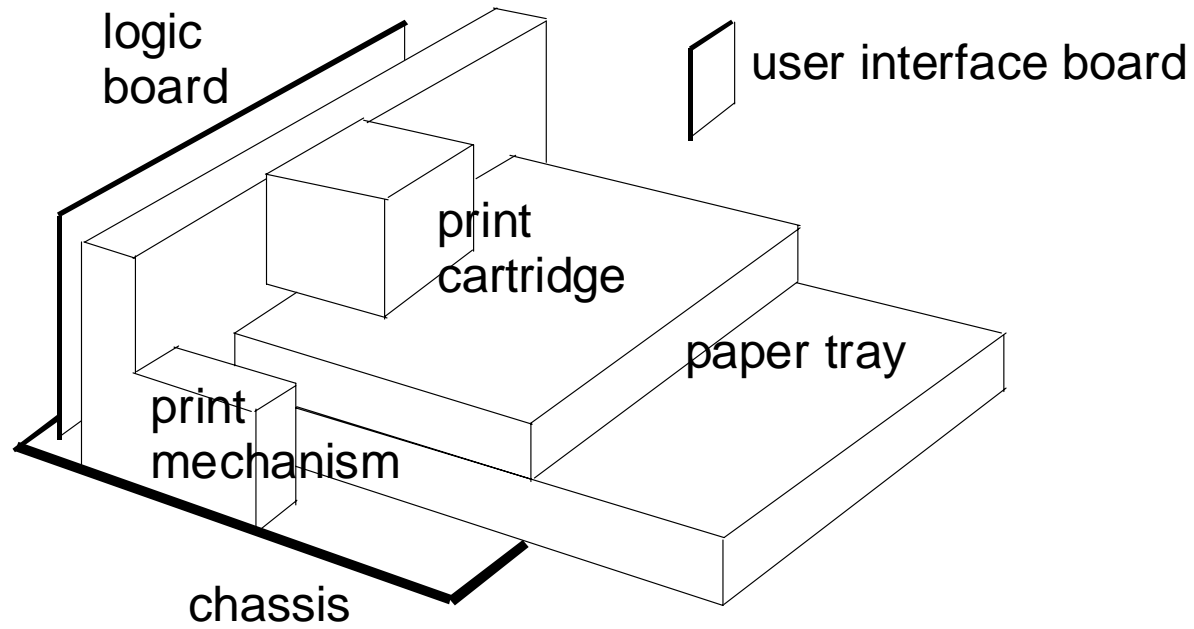 logic
board
user interface board
print
cartridge
paper tray
print
mechanism
chassis